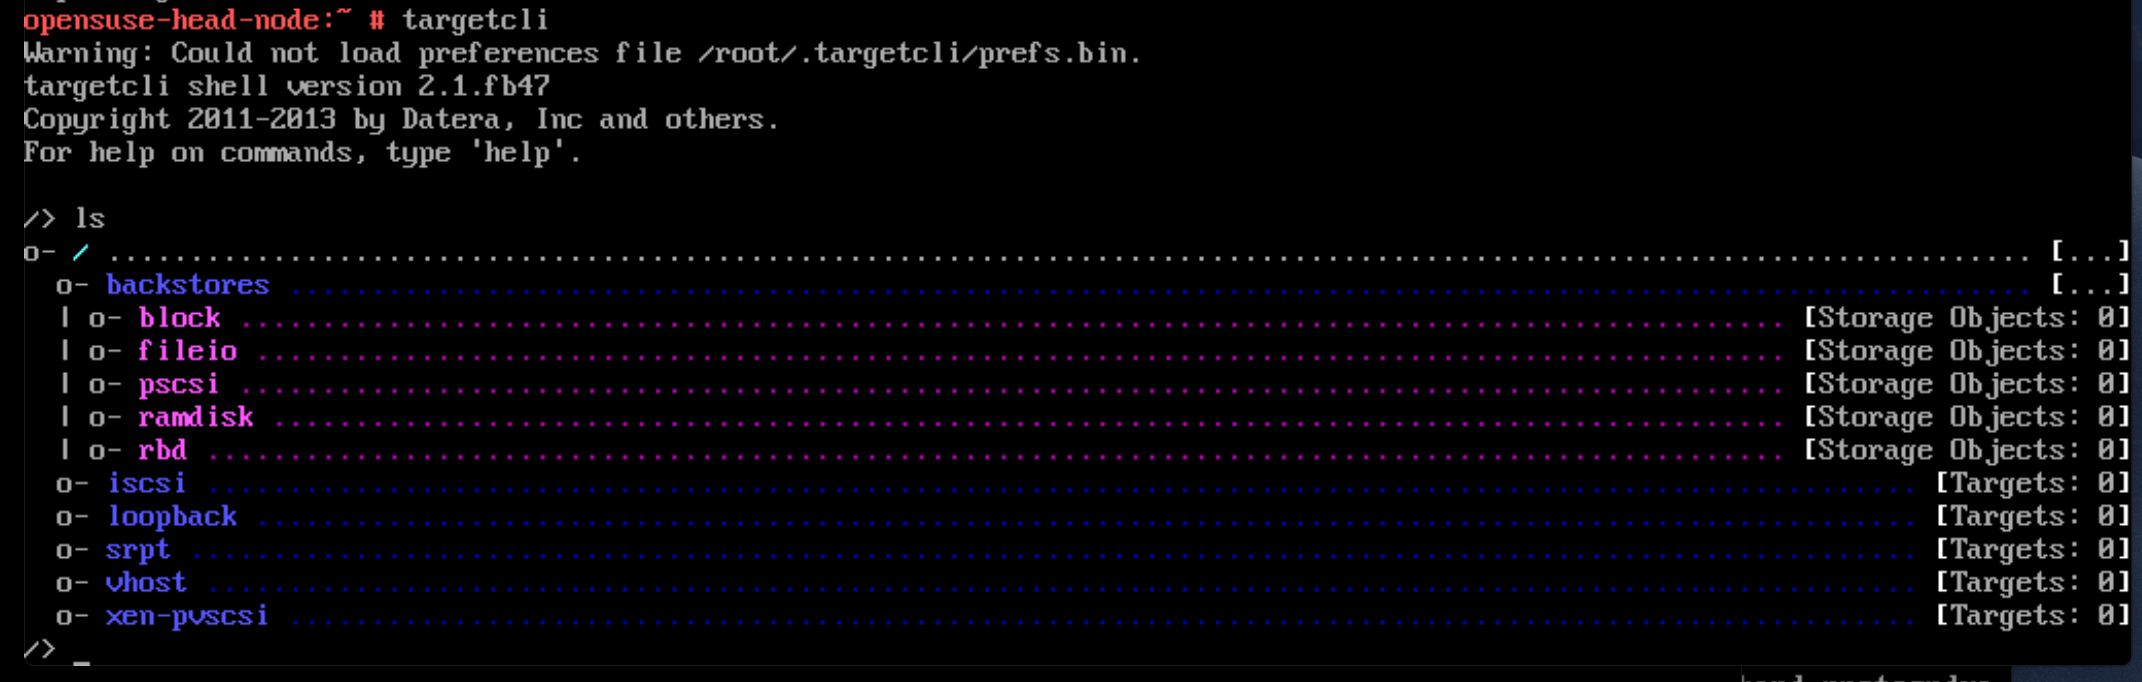 opensuse-head-node:~ # targetcli
Warning: Could not load preferences file /root/.targetcli/prefs.bin.
targetcli shell version 2.1.fb47
Copyright 2011-2013 by Datera, Inc and others.
For help on commands, type 'help'.
/> ls
o- / ..................................................................................................................... [...]
o- backstores .......................................................................................................... [...]
| o- block .............................................................................................. [Storage Objects: 0]
| o- fileio ............................................................................................. [Storage Objects: 0]
| o- pscsi .............................................................................................. [Storage Objects: 0]
| o- ramdisk ............................................................................................ [Storage Objects: 0]
| o- rbd ................................................................................................ [Storage Objects: 0]
o- iscsi ........................................................................................................ [Targets: 0]
o- loopback ..................................................................................................... [Targets: 0]
o- srpt ......................................................................................................... [Targets: 0]
o- vhost ........................................................................................................ [Targets: 0]
o- xen-pvscsi ................................................................................................... [Targets: 0]
/> _